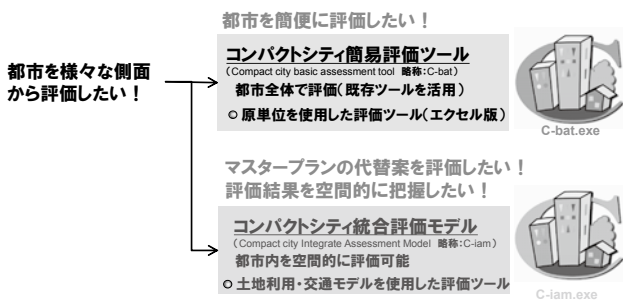 都市を簡便に評価したい！
都市を様々な側面
から評価したい！
コンパクトシティ簡易評価ツール
(Compact city basic assessment tool 略称:C-bat)
都市全体で評価(既存ツールを活用)
○原単位を使用した評価ツール(エクセル版)
C-bat.exe
マスタープランの代替案を評価したい！
評価結果を空間的に把握したい！
コンパクトシティ統合評価モデル
(Compact city Integrate Assessment Model 略称:C-iam)
都市内を空間的に評価可能
○土地利用・交通モデルを使用した評価ツール
C-iam.exe